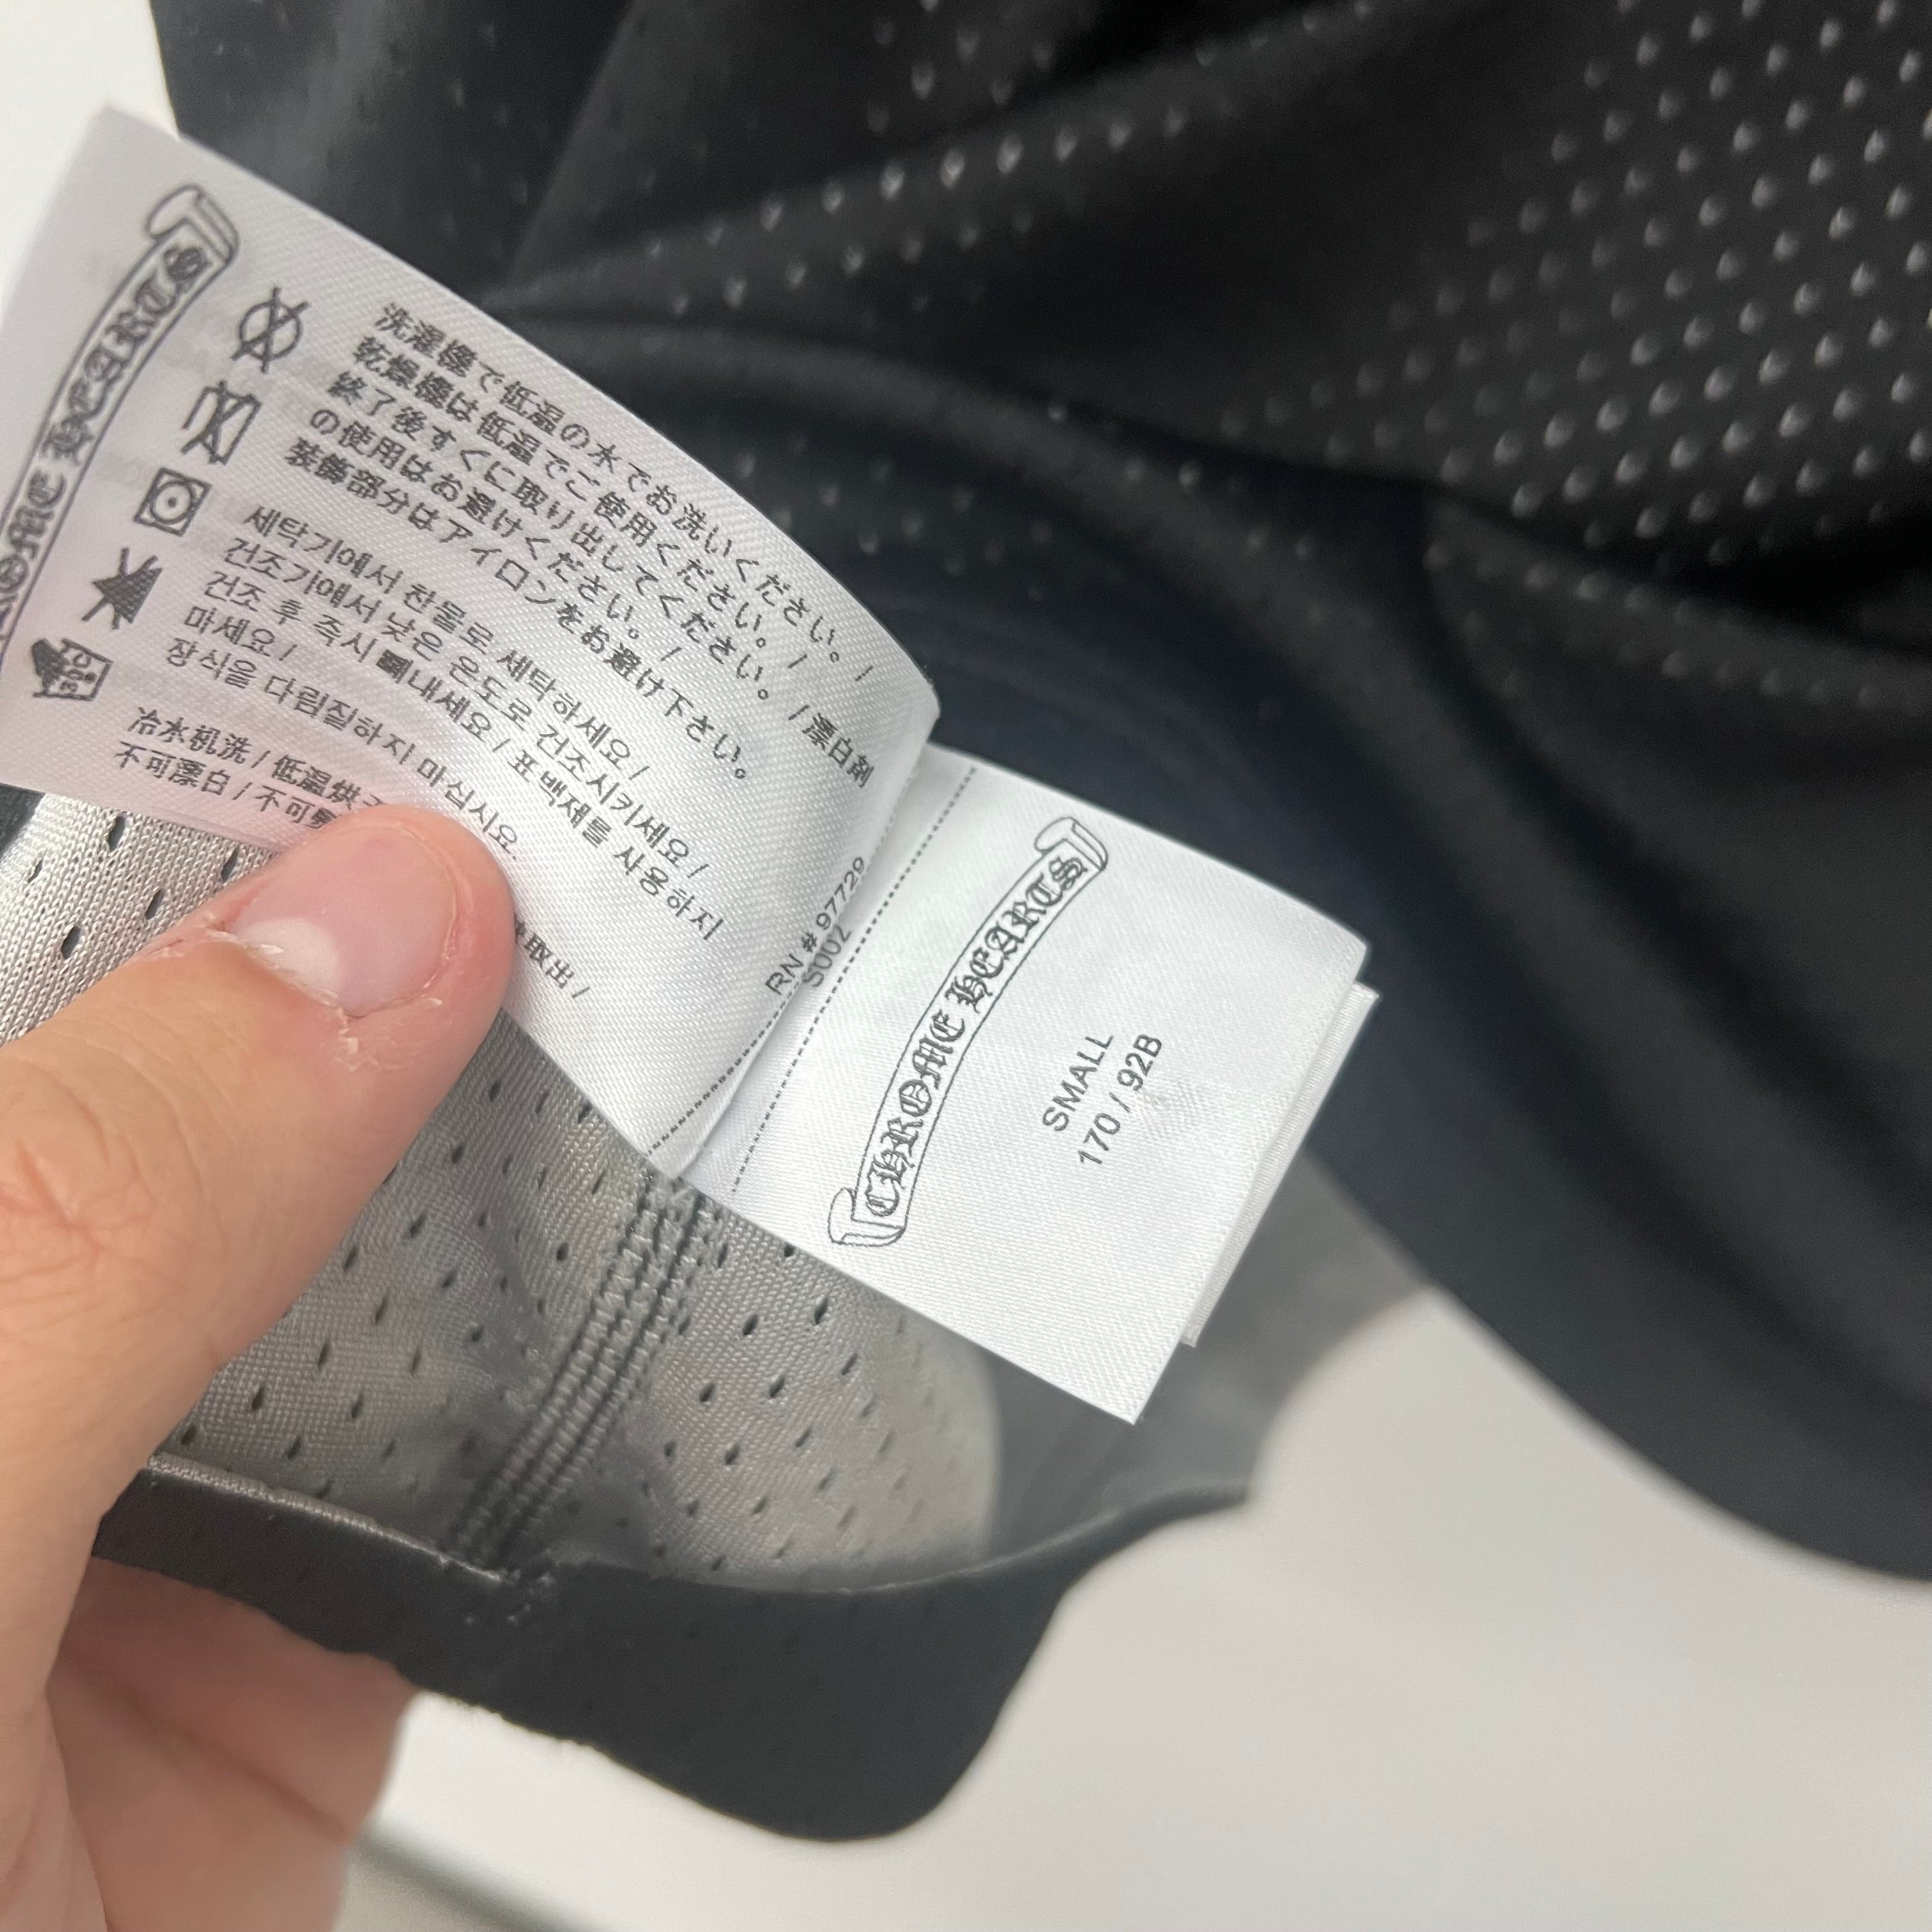 CHROME HEARTS
洗濯機で低温の水でお洗いください。 /
乾燥機は低温でご使用ください。 /
終了後すぐに取り出してください。 /漂白剤
の使用はお避けください。 /
装飾部分はアイロンをお避け下さい。
세탁기에서 찬물로 세탁하세요 /
건조기에서 낮은 온도로 건조시키세요 /
건조 후 즉시 빼내세요 / 표백제를 사용하지
마세요 /
장식을 다림질하지 마십시요
冷水机洗 / 低温烘 取出 /
不可漂白 / 不可
RN # 97729
S002
CHROME HEARTS
SMALL
170 / 92B